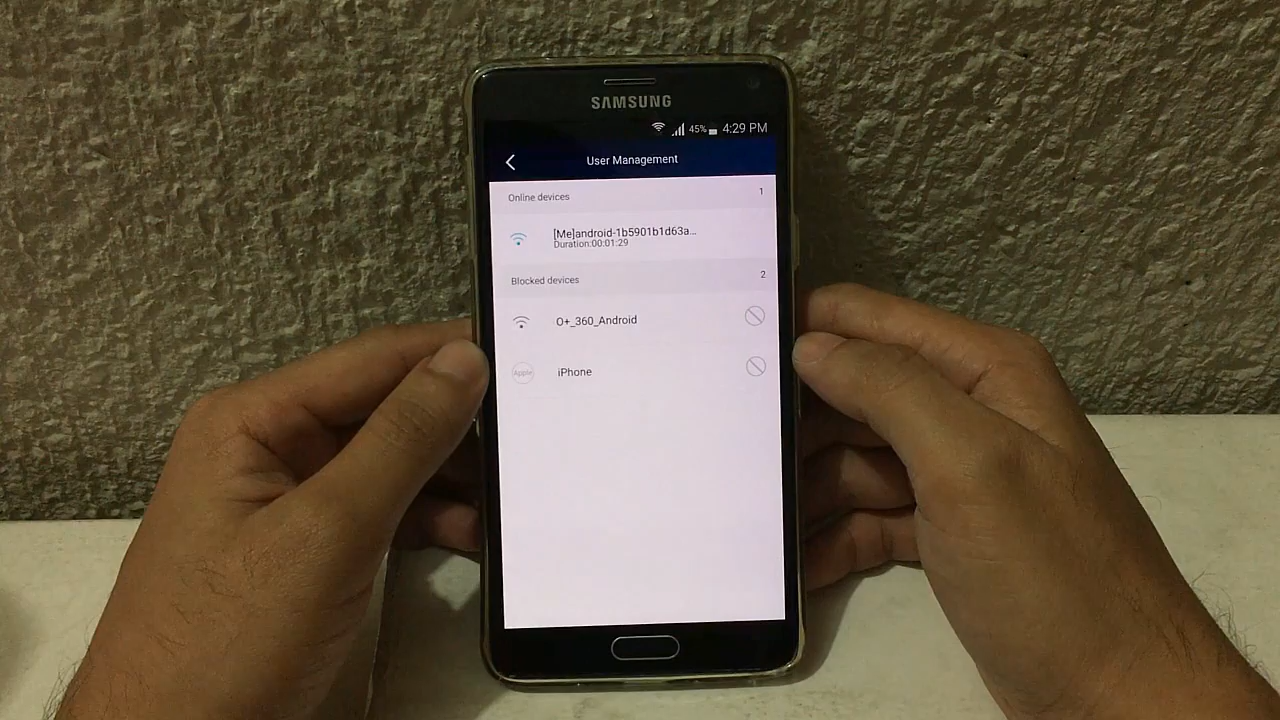 SAMSUNG
45% 4:29 PM
User Management
Online devices 1
[Me]android-1b5901b1d63a...
Duration:00:01:29
Blocked devices 2
O+_360_Android
Apple iPhone